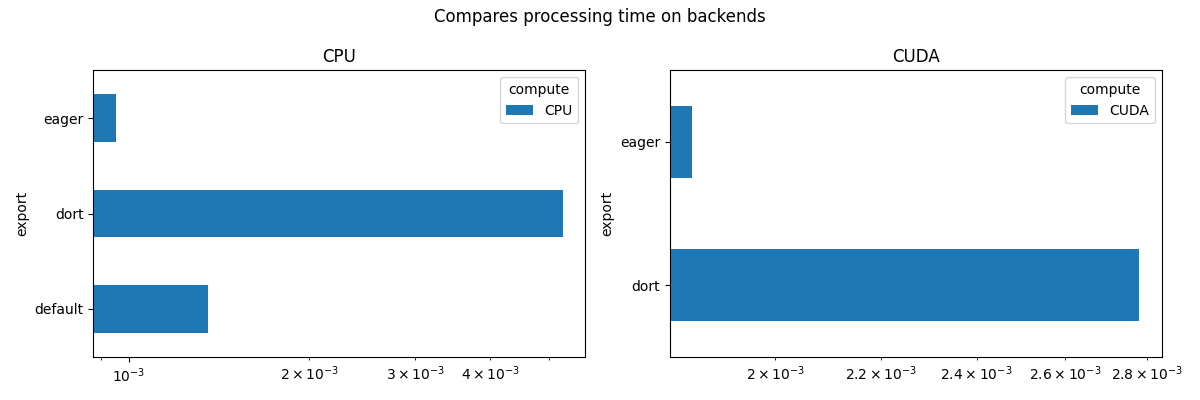 Compares processing time on backends
CPU
compute
CPU
eager
dort
default
export
10⁻³
2 × 10⁻³
3 × 10⁻³
4 × 10⁻³
CUDA
compute
CUDA
eager
dort
export
2 × 10⁻³
2.2 × 10⁻³
2.4 × 10⁻³
2.6 × 10⁻³
2.8 × 10⁻³